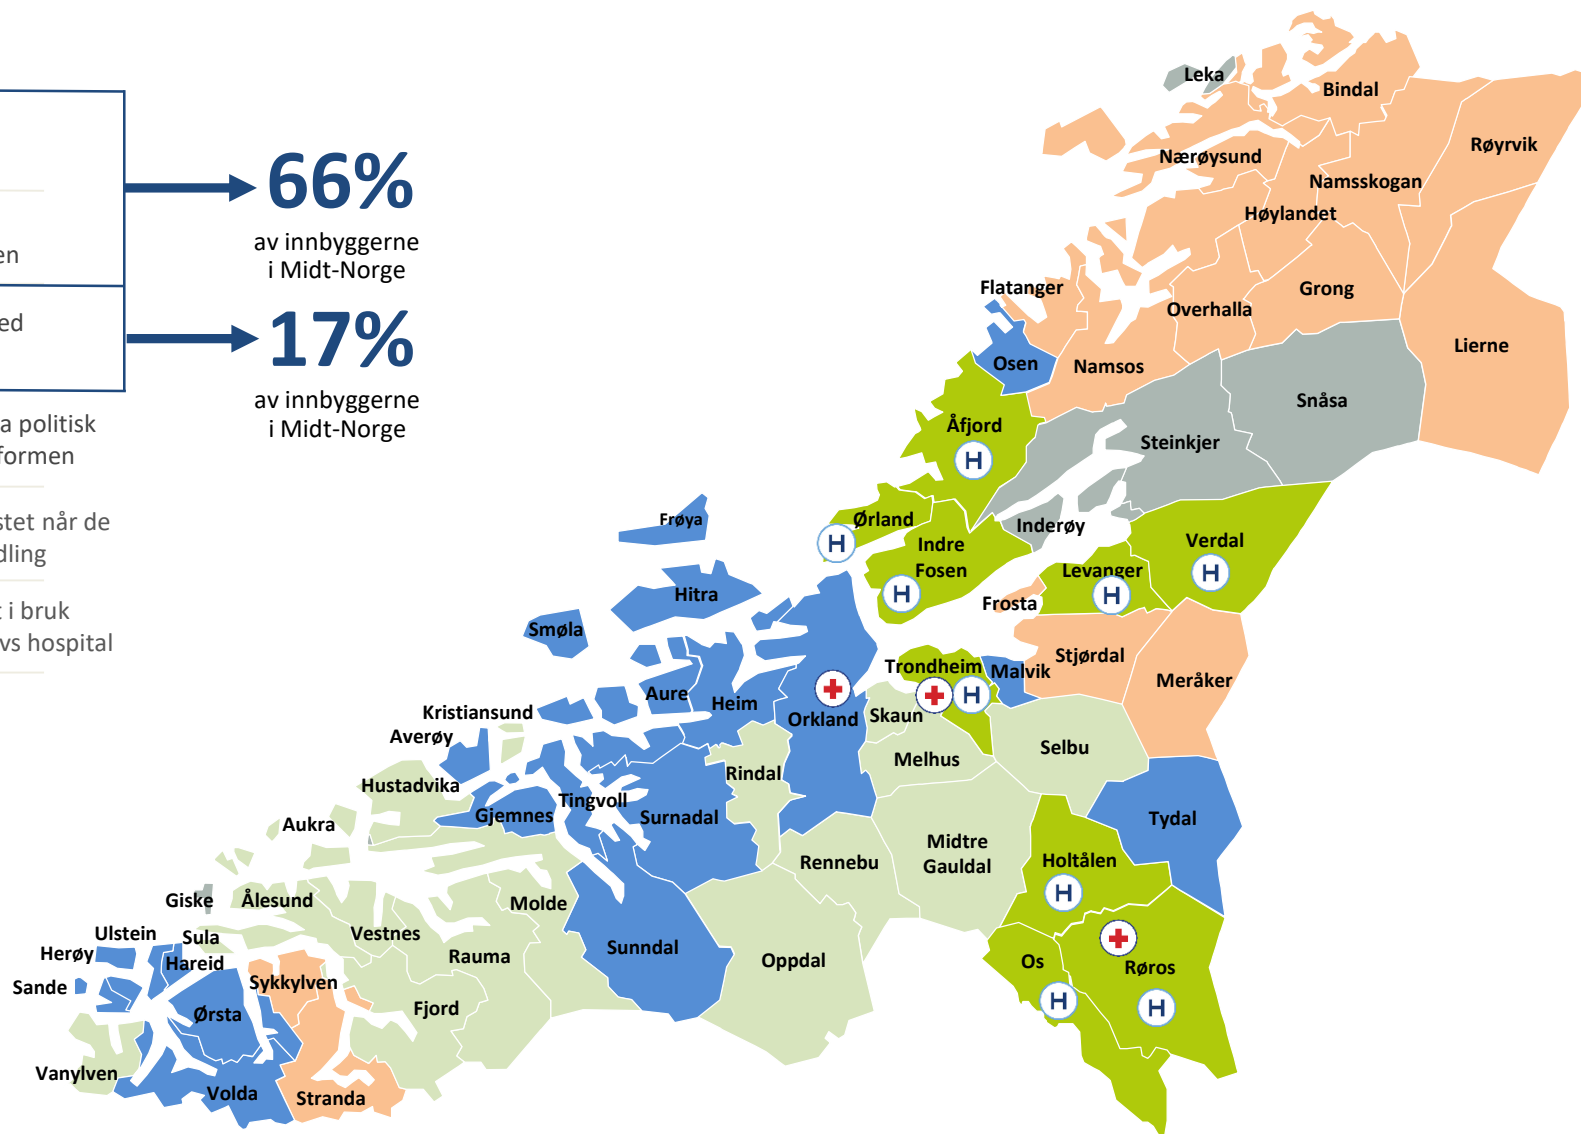 66%
av innbyggerne
i Midt-Norge
en
ed
17%
av innbyggerne
i Midt-Norge
a politisk
formen
stet når de
dling
t i bruk
vs hospital
Leka
Bindal
Røyrvik
Nærøysund
Namsskogan
Høylandet
Flatanger
Grong
Overhalla
Lierne
Osen
Namsos
Snåsa
Åfjord
Steinkjer
H
Frøya
Ørland
Inderøy
Verdal
H
Indre
Fosen
Levanger
H
Hitra
H
H
Frosta
Smøla
Stjørdal
Trondheim
Malvik
Meråker
Aure
Heim
H
Kristiansund
Orkland
Skaun
Averøy
Selbu
Melhus
Rindal
Hustadvika
Tingvoll
Gjemnes
Surnadal
Tydal
Aukra
Midtre
Gauldal
Rennebu
Holtålen
H
Giske
Ålesund
Molde
Ulstein
Sula
Vestnes
Herøy
Hareid
Rauma
Sunndal
Oppdal
Os
Røros
Sande
Sykkylven
H
H
Ørsta
Fjord
Vanylven
Volda
Stranda